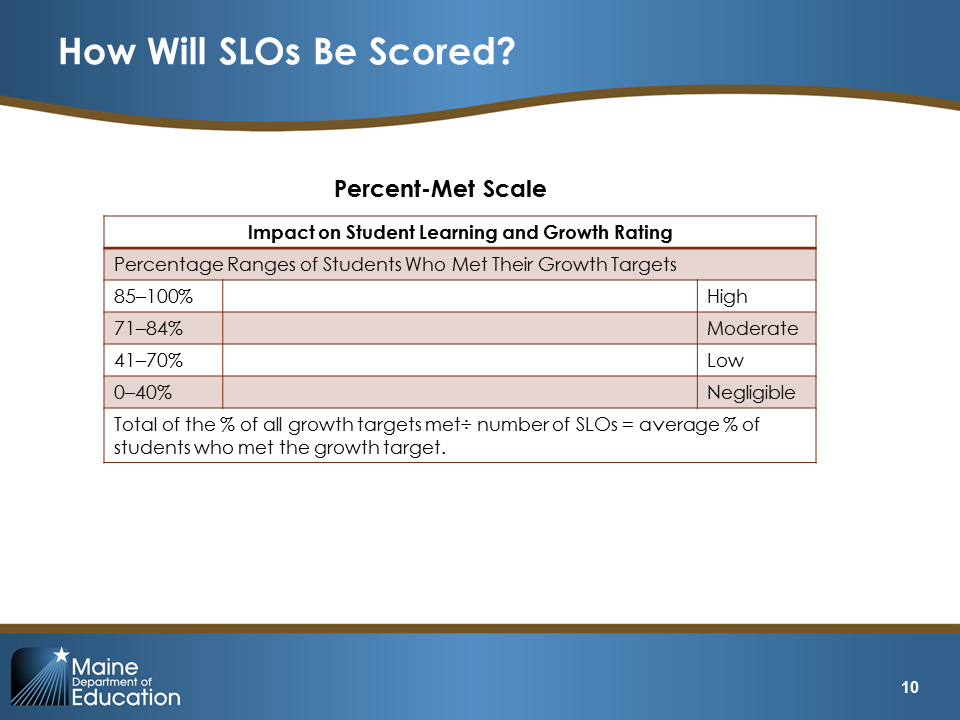 How Will SLOs Be Scored?
Percent-Met Scale
Impact on Student Learning and Growth Rating
Percentage Ranges of Students Who Met Their Growth Targets
85–100% High
71–84% Moderate
41–70% Low
0–40% Negligible
Total of the % of all growth targets met÷ number of SLOs = average % of
students who met the growth target.
Maine
Department of
Education
10